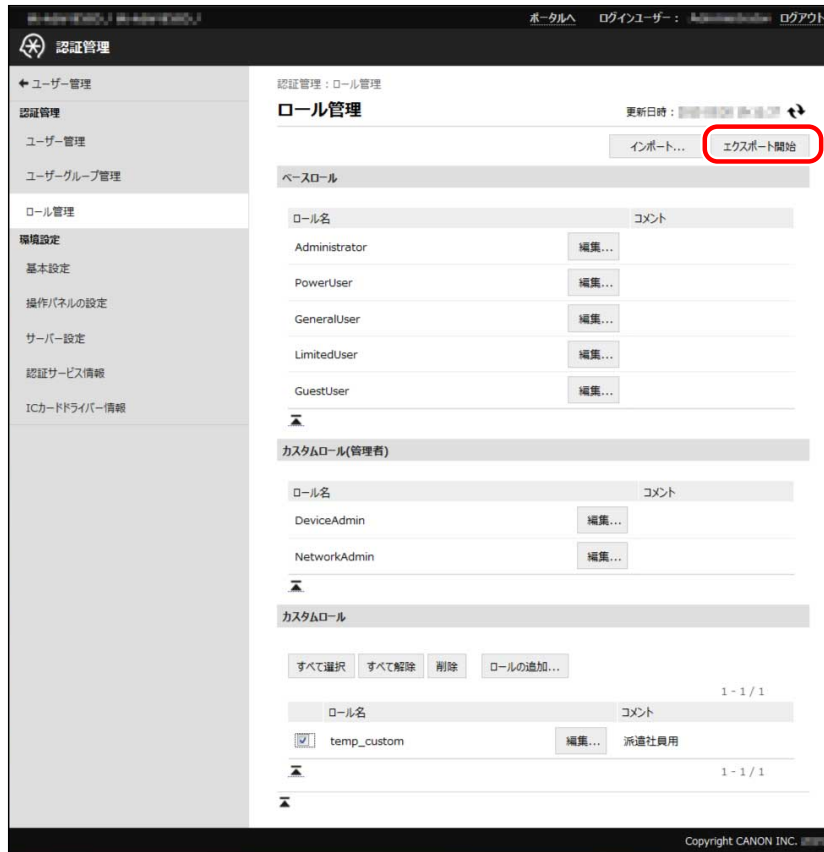 ポータルへ ログインユーザー： ログアウト
認証管理
ユーザー管理
認証管理
ユーザー管理
ユーザーグループ管理
ロール管理
環境設定
基本設定
操作パネルの設定
サーバー設定
認証サービス情報
ICカードドライバー情報
認証管理：ロール管理
ロール管理
更新日時：
インポート... エクスポート開始
ベースロール
ロール名 コメント
Administrator 編集...
PowerUser 編集...
GeneralUser 編集...
LimitedUser 編集...
GuestUser 編集...
カスタムロール(管理者)
ロール名 コメント
DeviceAdmin 編集...
NetworkAdmin 編集...
カスタムロール
すべて選択 すべて解除 削除 ロールの追加...
1 - 1 / 1
ロール名 コメント
temp_custom 編集... 派遣社員用
1 - 1 / 1
Copyright CANON INC.